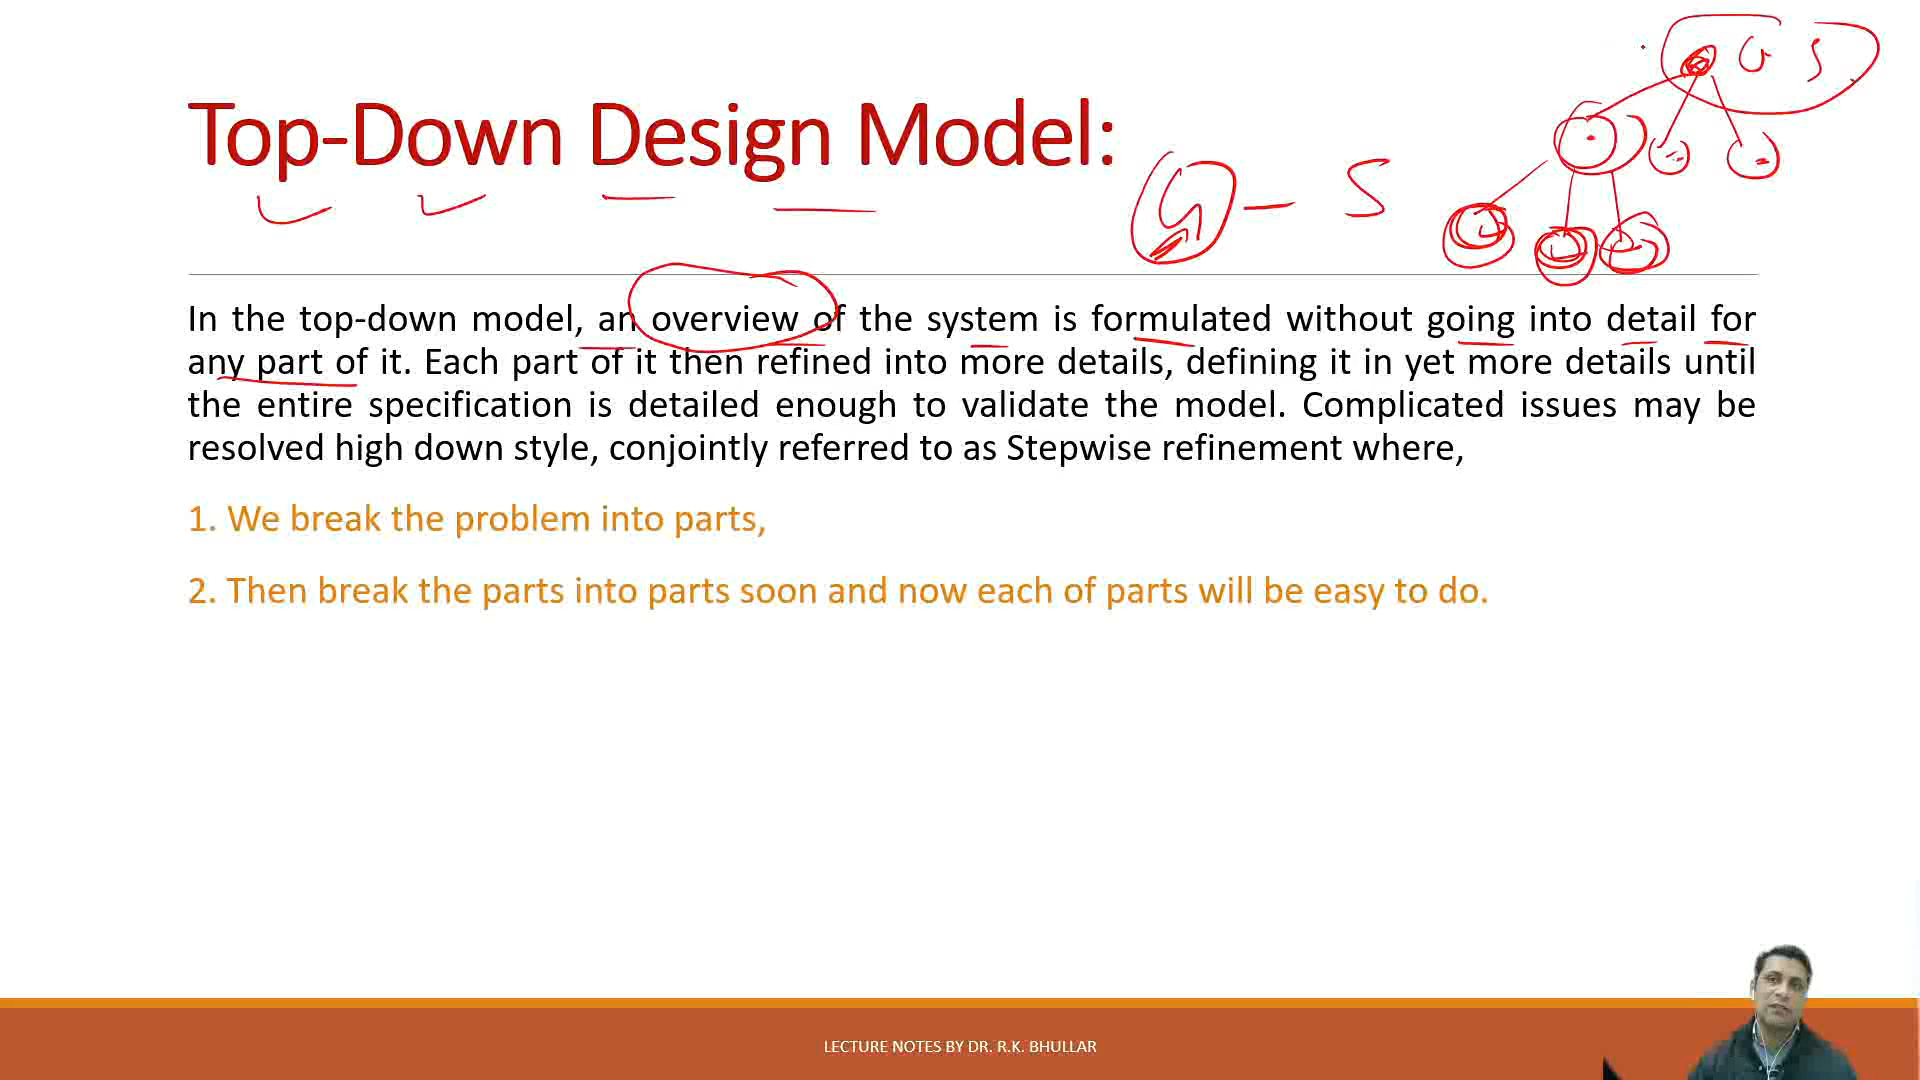 Top-Down Design Model:
G - S
G S
In the top-down model, an overview of the system is formulated without going into detail for
any part of it. Each part of it then refined into more details, defining it in yet more details until
the entire specification is detailed enough to validate the model. Complicated issues may be
resolved high down style, conjointly referred to as Stepwise refinement where,
1. We break the problem into parts,
2. Then break the parts into parts soon and now each of parts will be easy to do.
LECTURE NOTES BY DR. R.K. BHULLAR